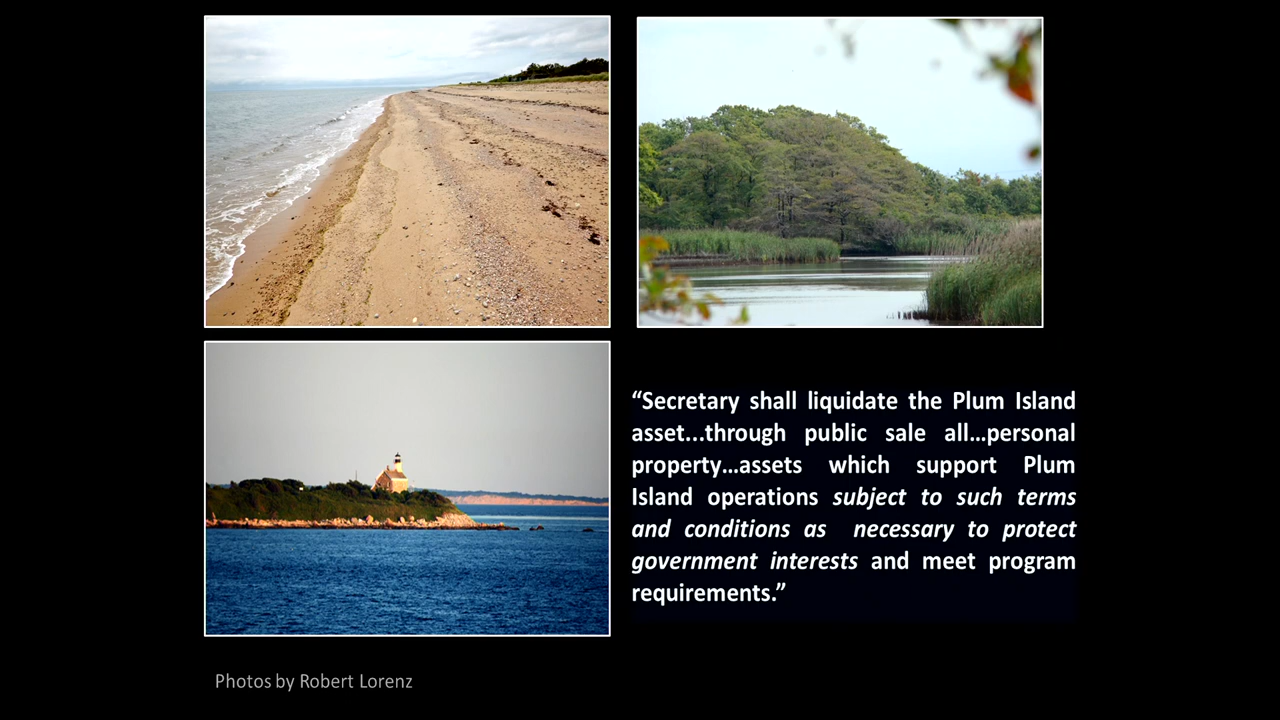 “Secretary shall liquidate the Plum Island
asset...through public sale all…personal
property…assets which support Plum
Island operations subject to such terms
and conditions as necessary to protect
government interests and meet program
requirements.”
Photos by Robert Lorenz